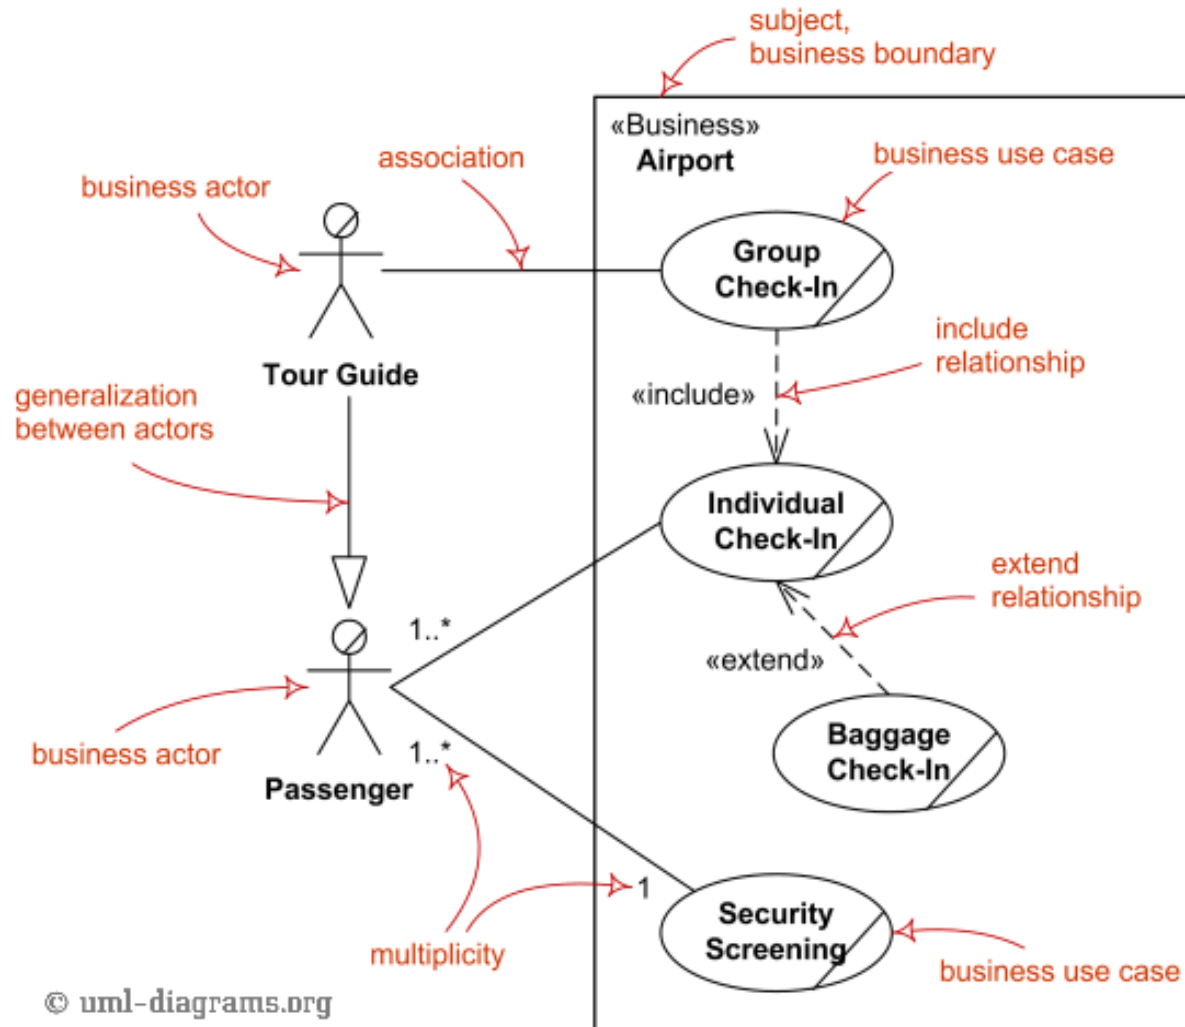 subject,
business boundary
«Business»
Airport
business use case
association
business actor
Group
Check-In
include
relationship
«include»
Tour Guide
generalization
between actors
Individual
Check-In
extend
relationship
«extend»
1..*
business actor
1..*
Passenger
Baggage
Check-In
multiplicity
1
Security
Screening
business use case
© uml-diagrams.org